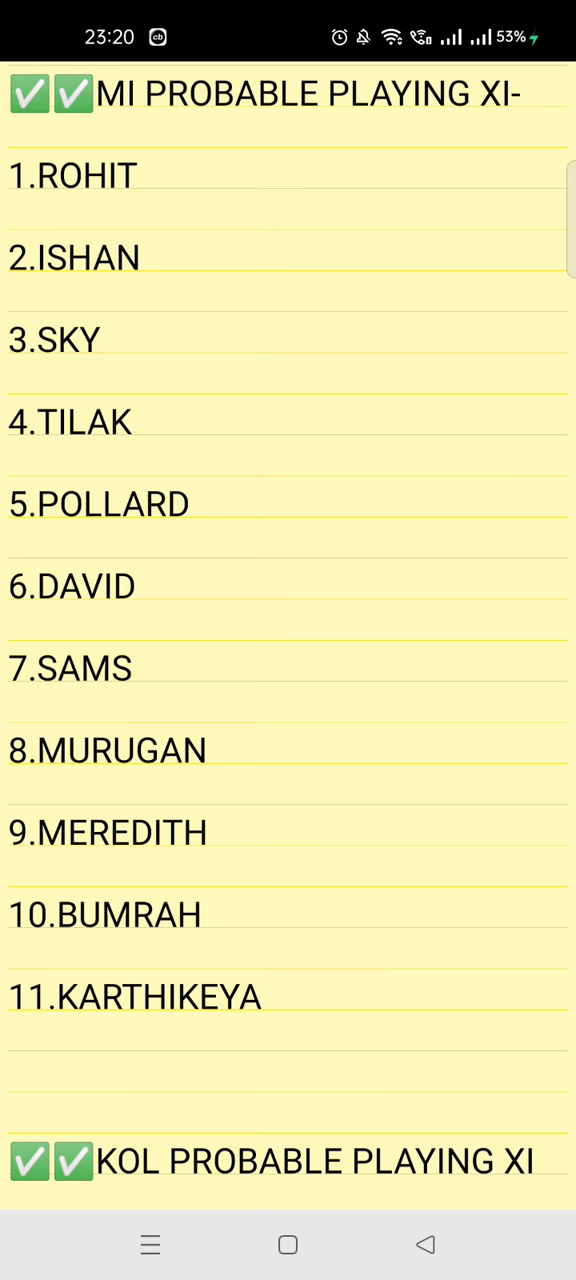 23:20 cb 53%
✅✅MI PROBABLE PLAYING XI-
1.ROHIT
2.ISHAN
3.SKY
4.TILAK
5.POLLARD
6.DAVID
7.SAMS
8.MURUGAN
9.MEREDITH
10.BUMRAH
11.KARTHIKEYA
✅✅KOL PROBABLE PLAYING XI